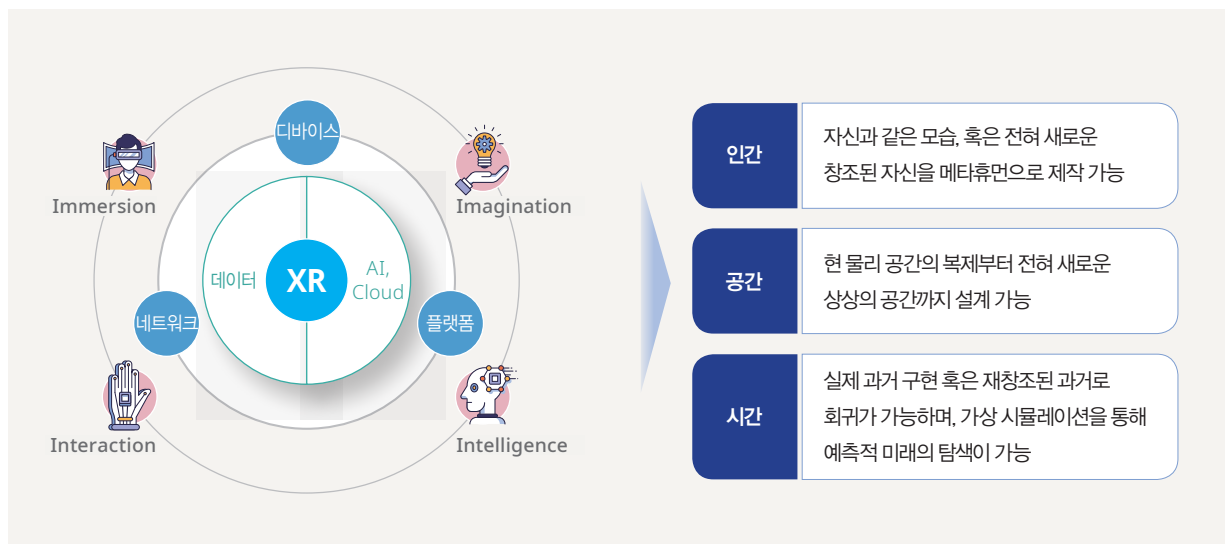 디바이스
Immersion
Imagination
데이터
XR
AI,
Cloud
네트워크
플랫폼
Interaction
Intelligence
인간
자신과 같은 모습, 혹은 전혀 새로운
창조된 자신을 메타휴먼으로 제작 가능
공간
현 물리 공간의 복제부터 전혀 새로운
상상의 공간까지 설계 가능
시간
실제 과거 구현 혹은 재창조된 과거로
회귀가 가능하며, 가상 시뮬레이션을 통해
예측적 미래의 탐색이 가능